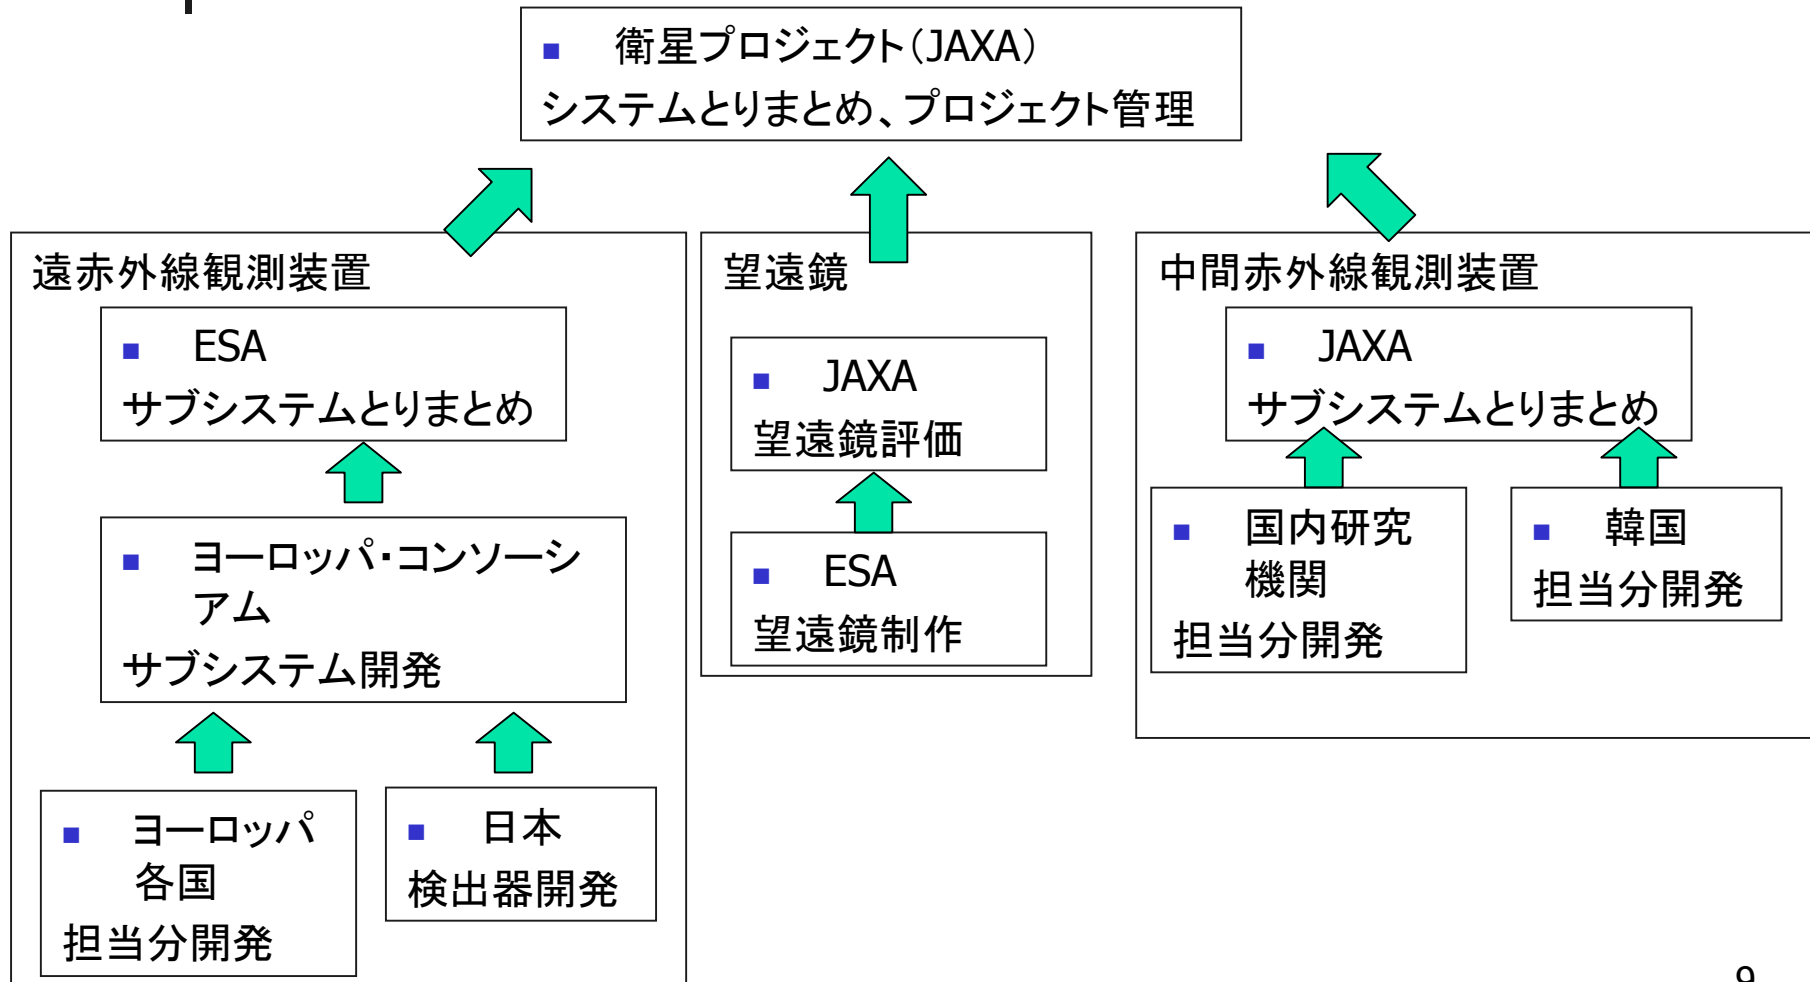 ■ 衛星プロジェクト(JAXA)
システムとりまとめ、プロジェクト管理
遠赤外線観測装置
■ ESA
サブシステムとりまとめ
■ ヨーロッパ・コンソーシ
アム
サブシステム開発
■ ヨーロッパ
各国
担当分開発
■ 日本
検出器開発
望遠鏡
■ JAXA
望遠鏡評価
■ ESA
望遠鏡制作
中間赤外線観測装置
■ JAXA
サブシステムとりまとめ
■ 国内研究
機関
担当分開発
■ 韓国
担当分開発
9